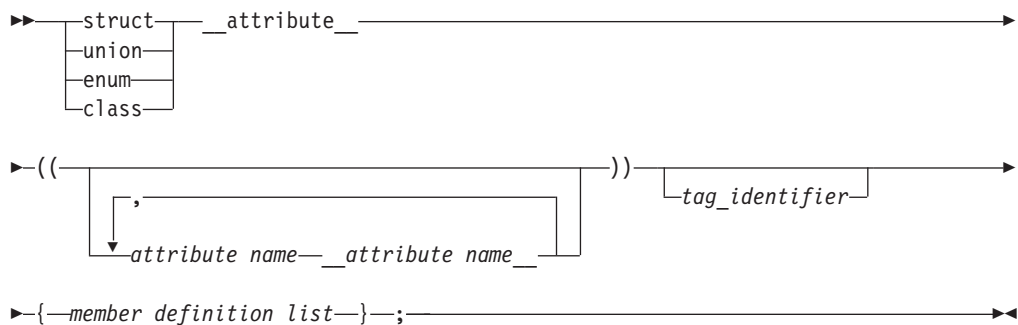 struct __attribute__
union
enum
class
(( ))
,
tag_identifier
attribute name __attribute name__
{ member definition list } ;